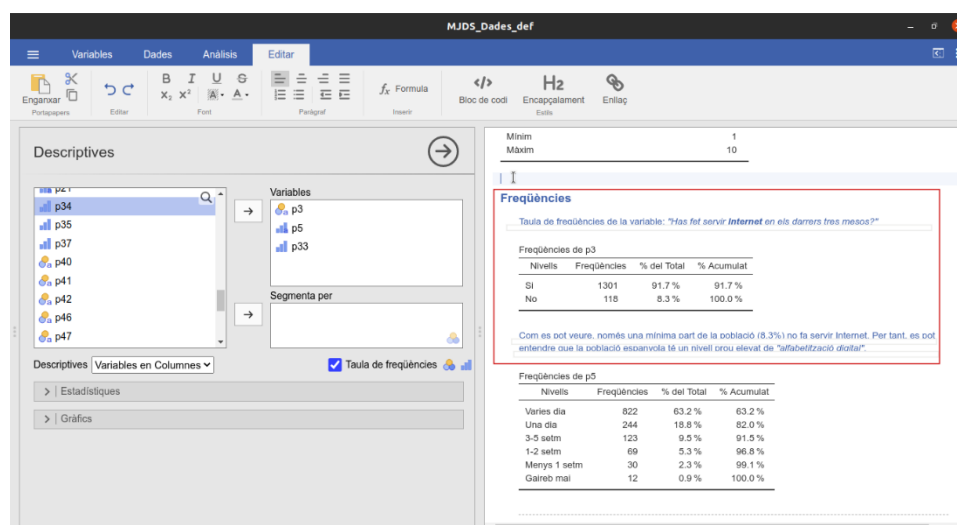 MJDS_Dades_def
Variables Dades Anàlisis Editar
Enganxar
B I U S
X₂ X² A A
fx Formula
</>
Bloc de codi
H2
Encapçalament
Enllaç
Portapapers Editar Font Paràgraf Inserir Estils
Descriptives
p21
p34
p35
p37
p40
p41
p42
p46
p47
Variables
p3
p5
p33
Segmenta per
Descriptives Variables en Columnes
Taula de freqüències
> | Estadístiques
> | Gràfics
Mínim 1
Màxim 10
Freqüències
Taula de freqüències de la variable: "Has fet servir Internet en els darrers tres mesos?"
Freqüències de p3
Nivells Freqüències % del Total % Acumulat
Sí 1301 91.7 % 91.7 %
No 118 8.3 % 100.0 %
Com es pot veure, només una mínima part de la població (8.3%) no fa servir Internet. Per tant, es pot
entendre que la població espanyola té un nivell prou elevat de "alfabetització digital".
Freqüències de p5
Nivells Freqüències % del Total % Acumulat
Varies dia 822 63.2 % 63.2 %
Una dia 244 18.8 % 82.0 %
3-5 setm 123 9.5 % 91.5 %
1-2 setm 69 5.3 % 96.8 %
Menys 1 setm 30 2.3 % 99.1 %
Gaireb mai 12 0.9 % 100.0 %